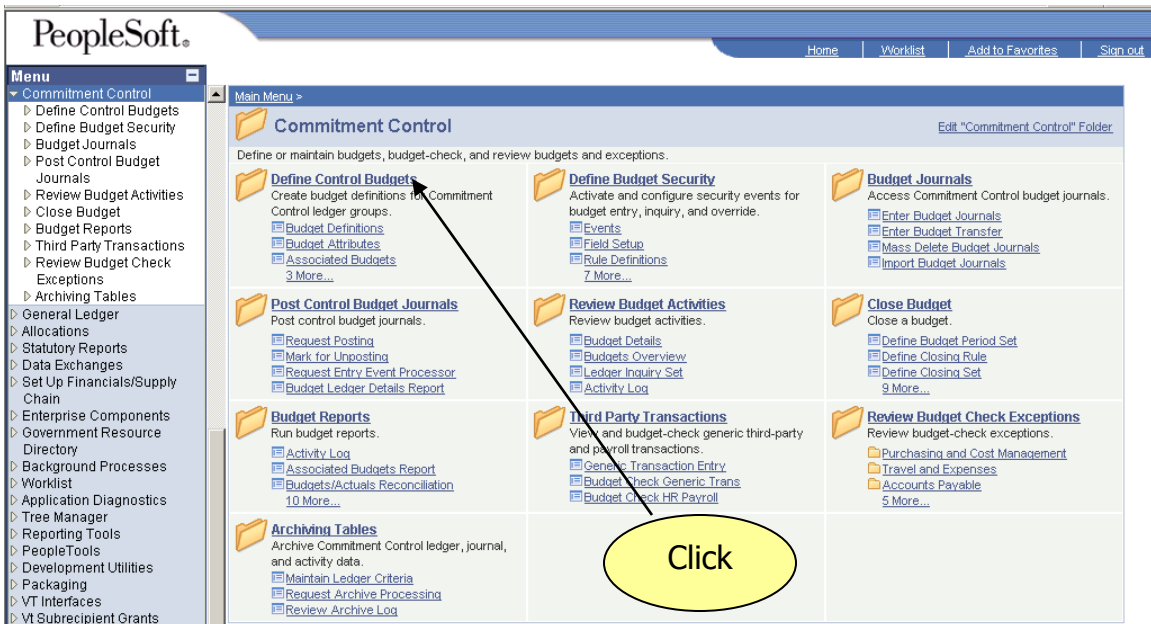 PeopleSoft.
Home
Worklist
Add to Favorites
Sign out
Menu
Commitment Control
Define Control Budgets
Define Budget Security
Budget Journals
Post Control Budget
Journals
Review Budget Activities
Close Budget
Budget Reports
Third Party Transactions
Review Budget Check
Exceptions
Archiving Tables
General Ledger
Allocations
Statutory Reports
Data Exchanges
Set Up Financials/Supply
Chain
Enterprise Components
Government Resource
Directory
Background Processes
Worklist
Application Diagnostics
Tree Manager
Reporting Tools
PeopleTools
Development Utilities
Packaging
VT Interfaces
Vt Subrecipient Grants
Main Menu >
Commitment Control
Edit "Commitment Control" Folder
Define or maintain budgets, budget-check, and review budgets and exceptions.
Define Control Budgets
Create budget definitions for Commitment
Control ledger groups.
Budget Definitions
Budget Attributes
Associated Budgets
3 More...
Define Budget Security
Activate and configure security events for
budget entry, inquiry, and override.
Events
Field Setup
Rule Definitions
7 More...
Budget Journals
Access Commitment Control budget journals.
Enter Budget Journals
Enter Budget Transfer
Mass Delete Budget Journals
Import Budget Journals
Post Control Budget Journals
Post control budget journals.
Request Posting
Mark for Unposting
Request Entry Event Processor
Budget Ledger Details Report
Review Budget Activities
Review budget activities.
Budget Details
Budgets Overview
Ledger Inquiry Set
Activity Log
Close Budget
Close a budget.
Define Budget Period Set
Define Closing Rule
Define Closing Set
9 More...
Budget Reports
Run budget reports.
Activity Log
Associated Budgets Report
Budgets/Actuals Reconciliation
10 More...
Third Party Transactions
View and budget-check generic third-party
and payroll transactions.
Generic Transaction Entry
Budget Check Generic Trans
Budget Check HR Payroll
Review Budget Check Exceptions
Review budget-check exceptions.
Purchasing and Cost Management
Travel and Expenses
Accounts Payable
5 More...
Archiving Tables
Archive Commitment Control ledger, journal,
and activity data.
Maintain Ledger Criteria
Request Archive Processing
Review Archive Log
Click